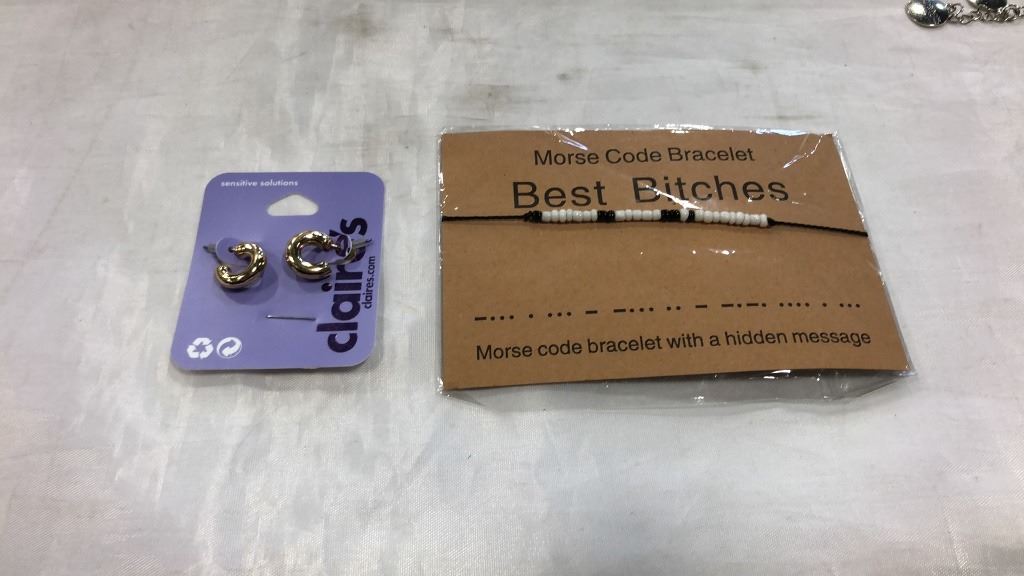 sensitive solutions
claire's
claires.com
Morse Code Bracelet
Best Bitches
−··· · ··· − −··· ·· − −·−· ···· · ···
Morse code bracelet with a hidden message